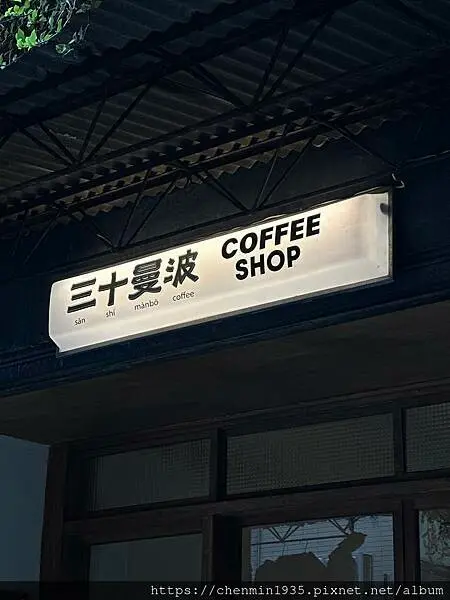 三十曼波
sān shí mànbō coffee
COFFEE
SHOP
https://chenmin1935.pixnet.net/album